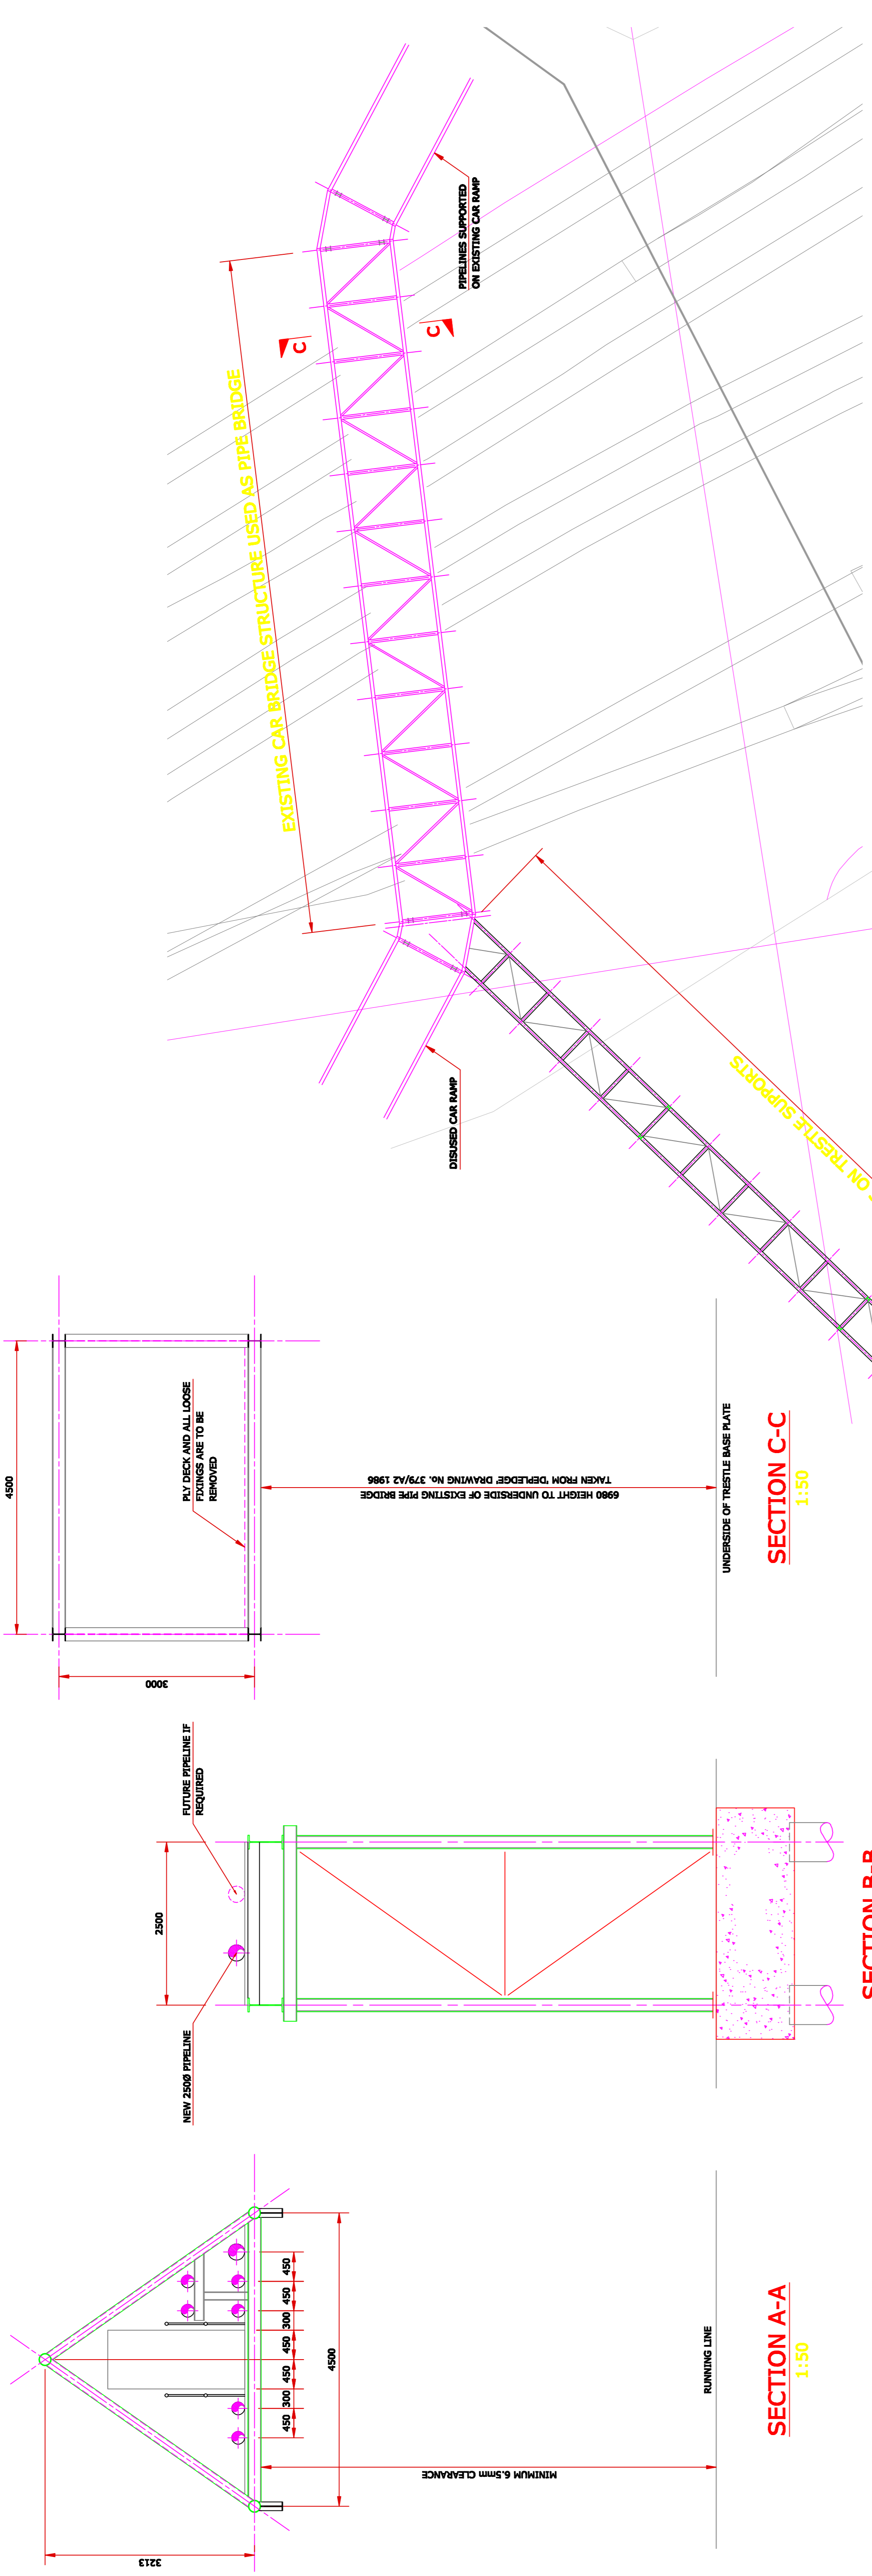 EXISTING CAR BRIDGE STRUCTURE USED AS PIPE BRIDGE
C
C
PIPELINES SUPPORTED
ON EXISTING CAR RAMP
DISUSED CAR RAMP
ON TRESTLE SUPPORTS
4500
3000
PLY DECK AND ALL LOOSE
FIXINGS ARE TO BE
REMOVED
6980 HEIGHT TO UNDERSIDE OF EXISTING PIPE BRIDGE
TAKEN FROM 'DEPLEDGE' DRAWING NO. 379/A2 1986
UNDERSIDE OF TRESTLE BASE PLATE
SECTION C-C
1:50
FUTURE PIPELINE IF
REQUIRED
2500
NEW 250Ø PIPELINE
SECTION B-B
450
450
300
450
450
300
450
4500
3213
MINIMUM 6.5mm CLEARANCE
RUNNING LINE
SECTION A-A
1:50